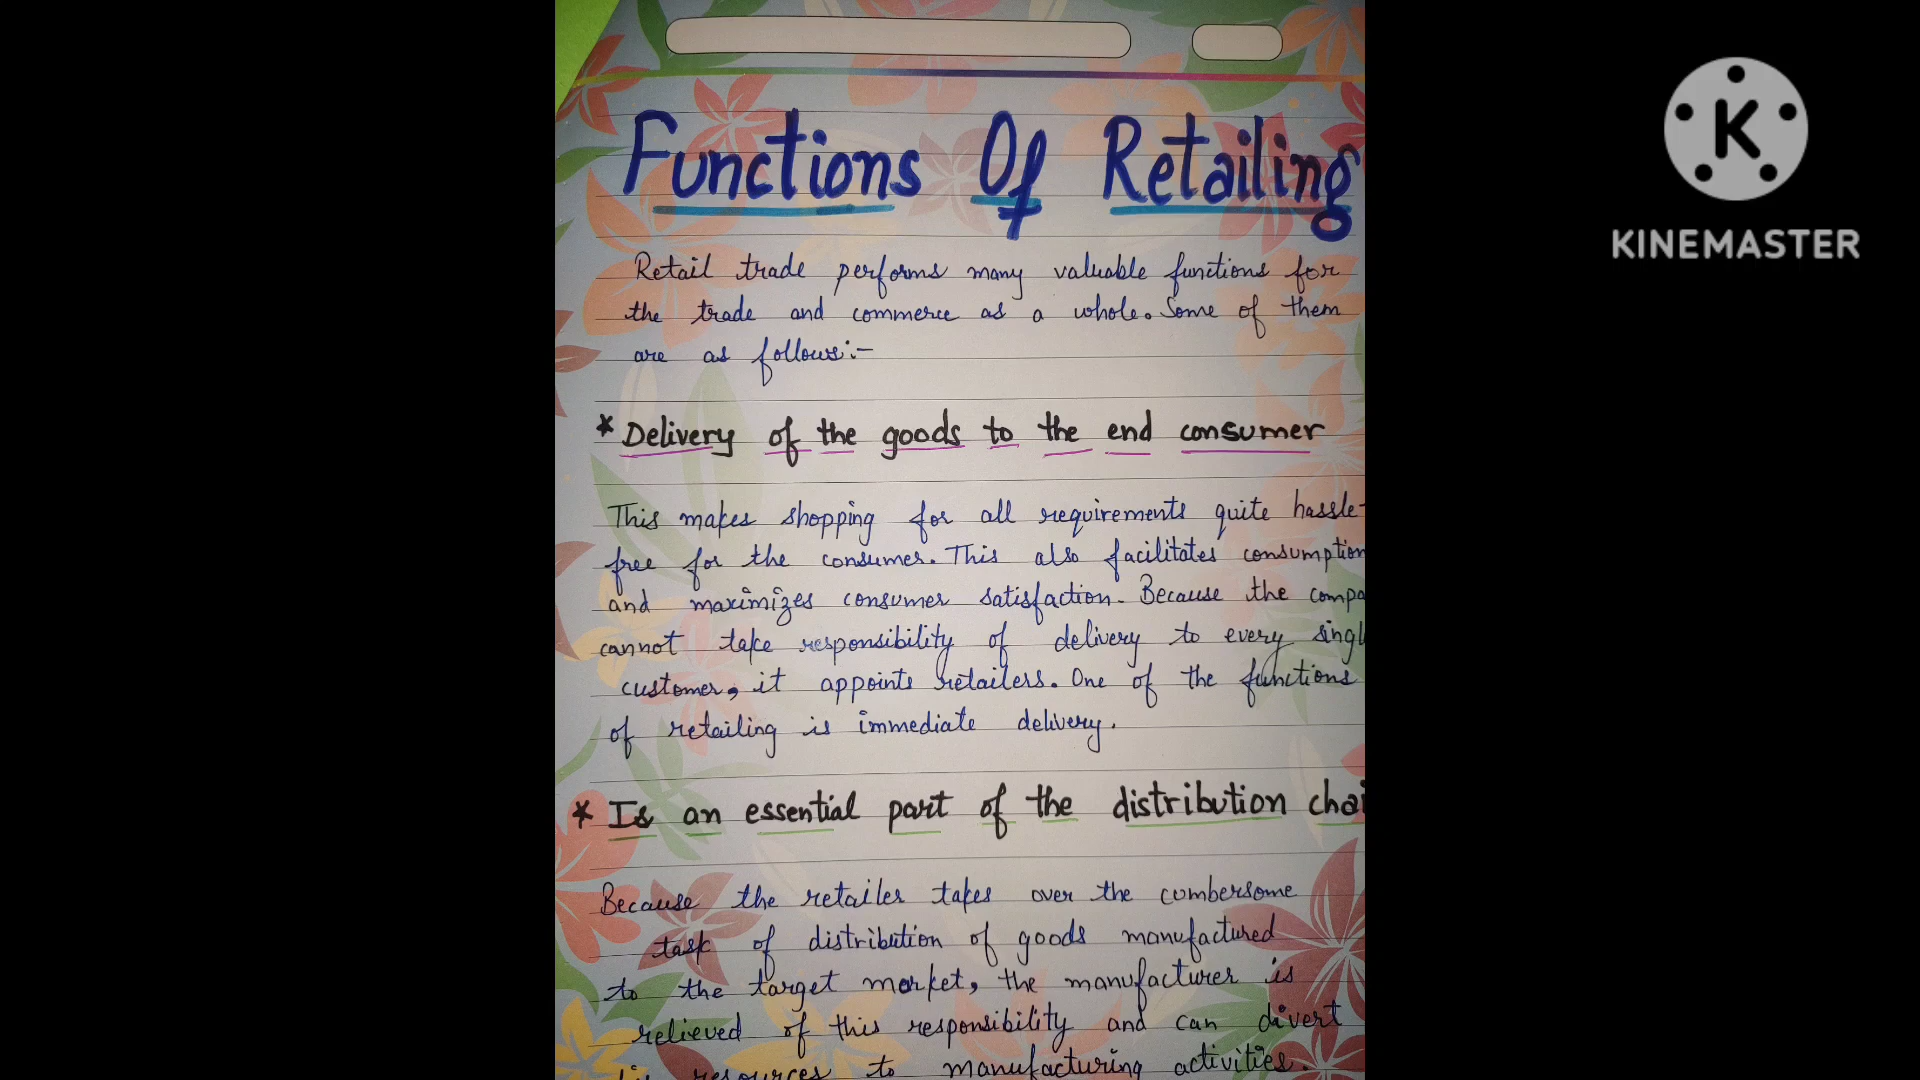 Functions Of Retailing
Retail trade performs many valuable functions for
the trade and commerce as a whole. Some of them
are as follows:-
* Delivery of the goods to the end consumer
This makes shopping for all requirements quite hassle-
free for the consumer. This also facilitates consumption
and maximizes consumer satisfaction. Because the compa
cannot take responsibility of delivery to every singl
customer, it appoints retailers. One of the functions
of retailing is immediate delivery.
* Is an essential part of the distribution chai
Because the retailer takes over the cumbersome
task of distribution of goods manufactured
to the target market, the manufacturer is
relieved of this responsibility and can divert
resources to manufacturing activities.
K
KINEMASTER